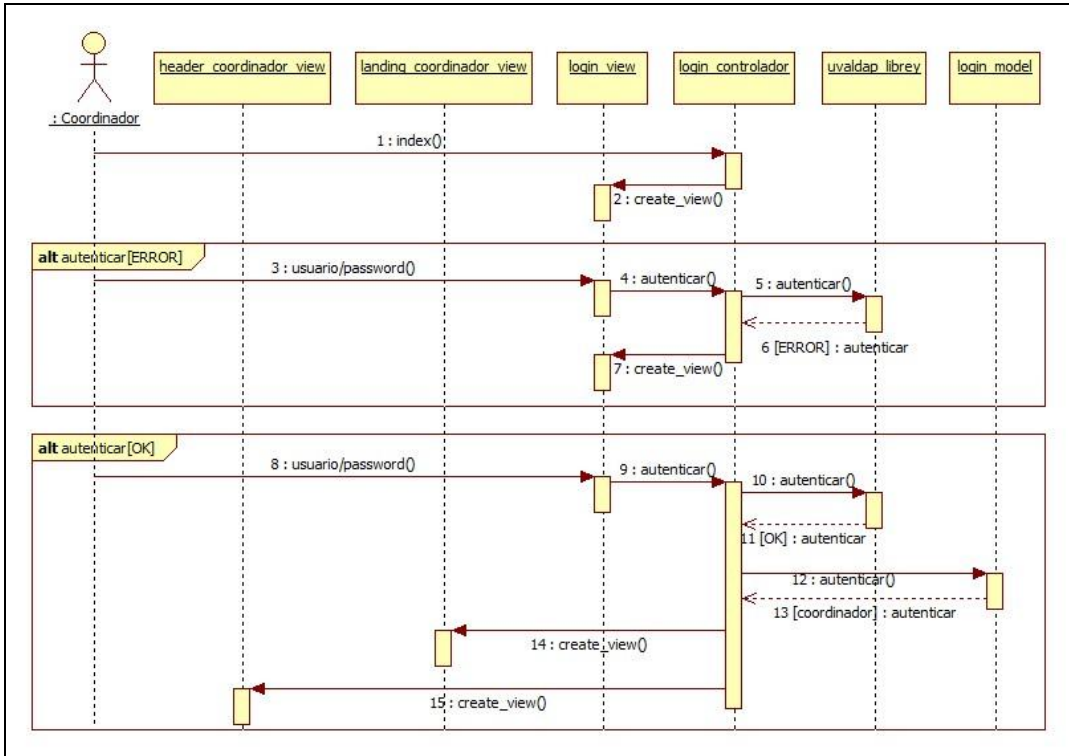 header_coordinador_view
landing_coordinador_view
login_view
login_controlador
uvaldap_librey
login_model
: Coordinador
1 : index()
2 : create_view()
alt autenticar[ERROR]
3 : usuario/password()
4 : autenticar()
5 : autenticar()
6 [ERROR] : autenticar
7 : create_view()
alt autenticar[OK]
8 : usuario/password()
9 : autenticar()
10 : autenticar()
11 [OK] : autenticar
12 : autenticar()
13 [coordinador] : autenticar
14 : create_view()
15 : create_view()